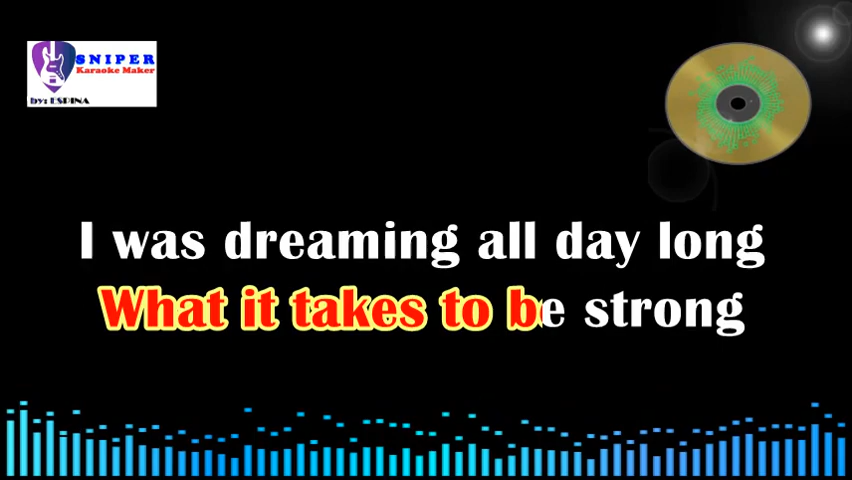 SNIPER
Karaoke Maker
by: ESPINA
I was dreaming all day long
What it takes to be strong